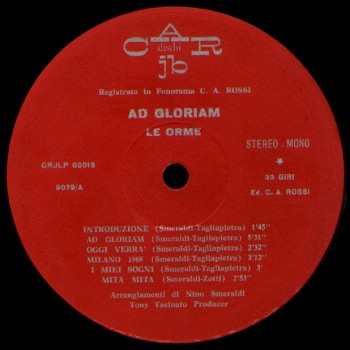 CAR
dischi
jb
Registrato in Fonorama C. A. ROSSI
AD GLORIAM
LE ORME
STEREO - MONO
CRJLP 00015
*
33 GIRI
8079/A
Ed. C. A. ROSSI
INTRODUZIONE (Smeraldi-Tagliapietra) 1'45"
AD GLORIAM (Smeraldi-Tagliapietra) 5'31"
OGGI VERRA' (Smeraldi-Tagliapietra) 2'32"
MILANO 1968 (Smeraldi-Tagliapietra) 3'12"
I MIEI SOGNI (Smeraldi-Tagliapietra) 3'
MITA MITA (Smeraldi-Zotti) 2'53"
Arrangiamenti di Nino Smeraldi
Tony Tasinato Producer